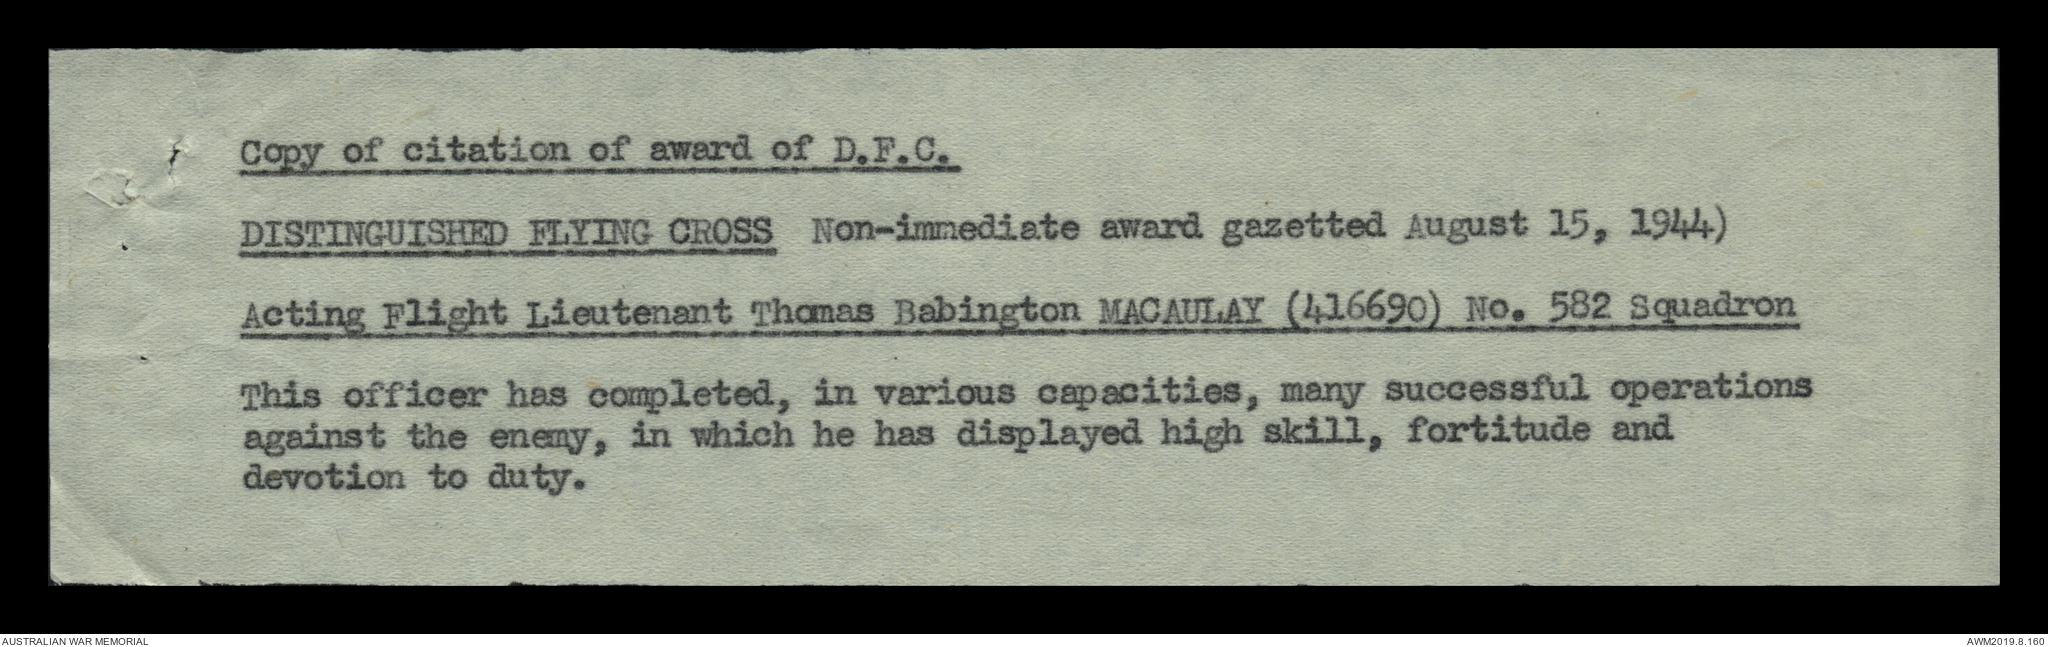 Copy of citation of award of D.F.C.
DISTINGUISHED FLYING CROSS Non-immediate award gazetted August 15, 1944)
Acting Flight Lieutenant Thomas Babington MACAULAY (416690) No. 582 Squadron
This officer has completed, in various capacities, many successful operations
against the enemy, in which he has displayed high skill, fortitude and
devotion to duty.
AUSTRALIAN WAR MEMORIAL
AWM2019.8.160